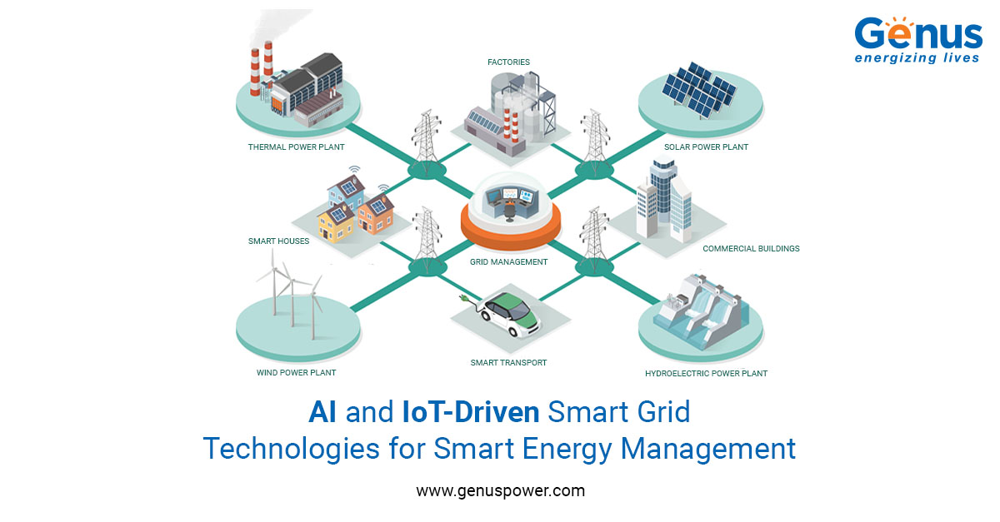 Genus
energizing lives
FACTORIES
THERMAL POWER PLANT
SOLAR POWER PLANT
SMART HOUSES
COMMERCIAL BUILDINGS
GRID MANAGEMENT
SMART TRANSPORT
WIND POWER PLANT
HYDROELECTRIC POWER PLANT
AI and IoT-Driven Smart Grid
Technologies for Smart Energy Management
www.genuspower.com